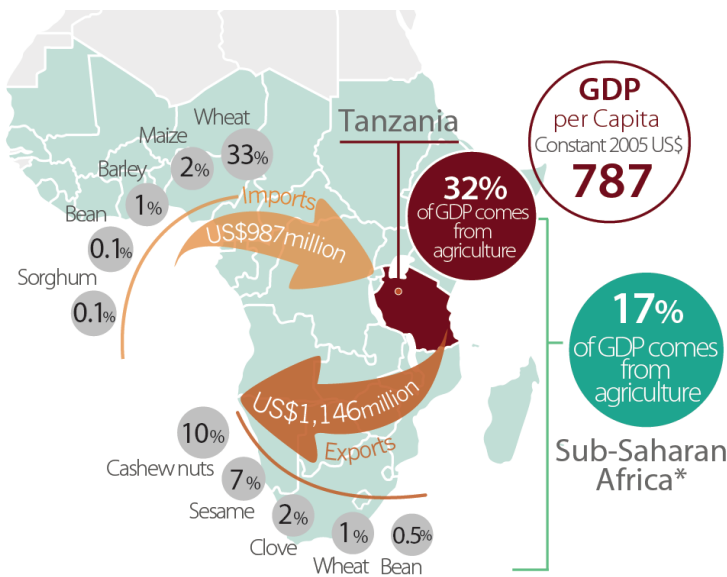 GDP
per Capita
Constant 2005 US$
787
Tanzania
32%
of GDP comes
from
agriculture
Wheat
33%
Maize
2%
Barley
1%
Bean
0.1%
Sorghum
0.1%
Imports
US$987million
17%
of GDP comes
from
agriculture
Sub-Saharan
Africa*
US$1,146million
Exports
10%
Cashew nuts
7%
Sesame
2%
Clove
1%
Wheat
0.5%
Bean